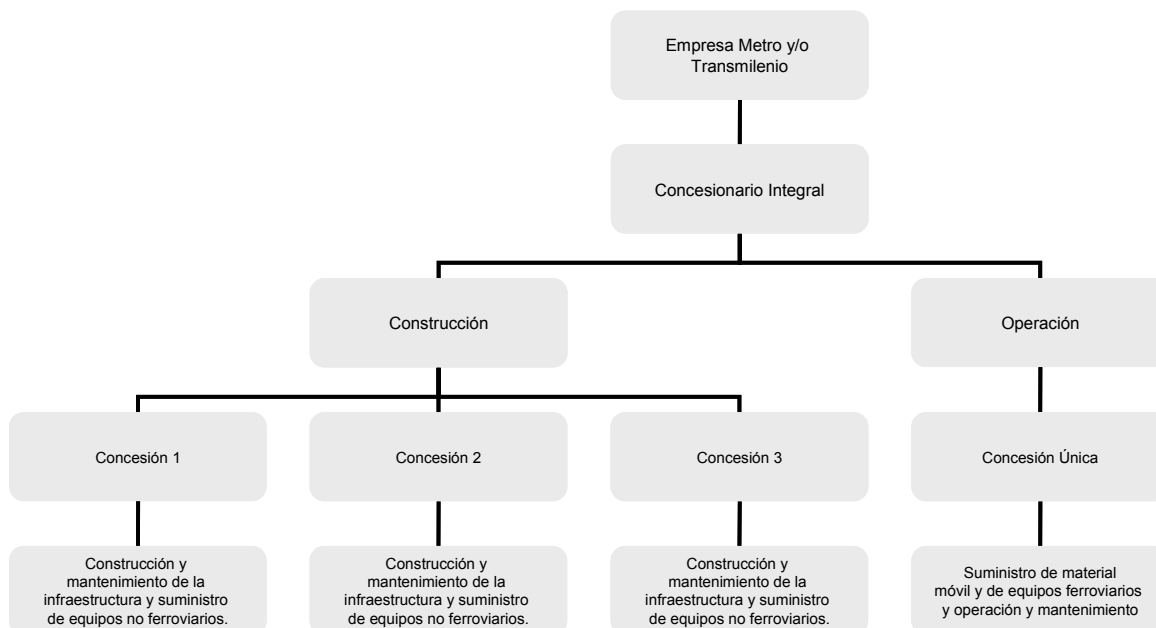 Empresa Metro y/o
Transmilenio
Concesionario Integral
Construcción
Operación
Concesión 1
Concesión 2
Concesión 3
Concesión Única
Construcción y
mantenimiento de la
infraestructura y suministro
de equipos no ferroviarios.
Construcción y
mantenimiento de la
infraestructura y suministro
de equipos no ferroviarios.
Construcción y
mantenimiento de la
infraestructura y suministro
de equipos no ferroviarios.
Suministro de material
móvil y de equipos ferroviarios
y operación y mantenimiento